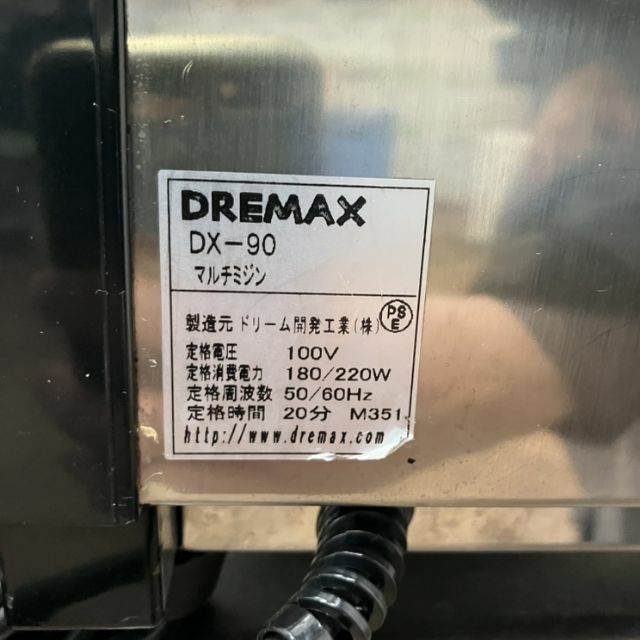 DREMAX
DX-90
マルチミジン
製造元 ドリーム開発工業(株) PSE
定格電圧 100V
定格消費電力 180/220W
定格周波数 50/60Hz
定格時間 20分 M351
http://www.dremax.com